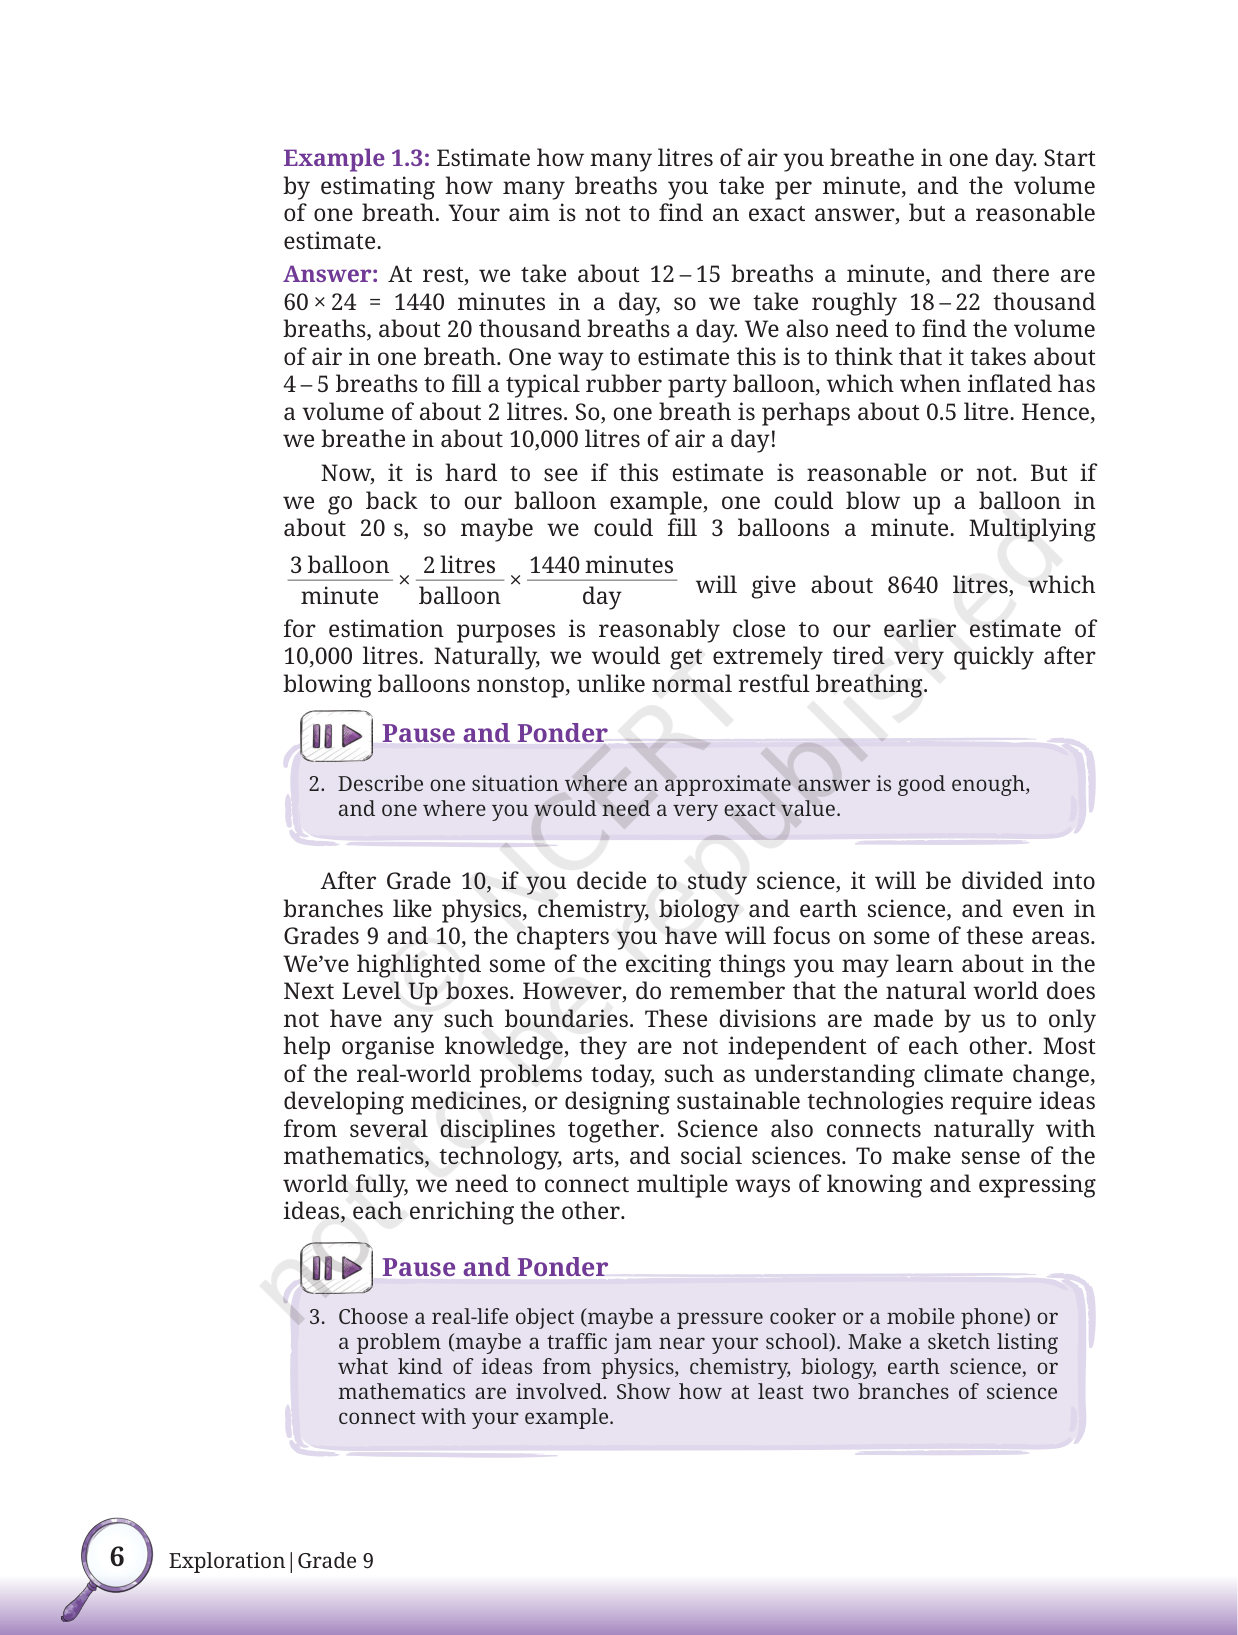 Example 1.3: Estimate how many litres of air you breathe in one day. Start
by estimating how many breaths you take per minute, and the volume
of one breath. Your aim is not to find an exact answer, but a reasonable
estimate.
Answer: At rest, we take about 12 – 15 breaths a minute, and there are
60 × 24 = 1440 minutes in a day, so we take roughly 18 – 22 thousand
breaths, about 20 thousand breaths a day. We also need to find the volume
of air in one breath. One way to estimate this is to think that it takes about
4 – 5 breaths to fill a typical rubber party balloon, which when inflated has
a volume of about 2 litres. So, one breath is perhaps about 0.5 litre. Hence,
we breathe in about 10,000 litres of air a day!
Now, it is hard to see if this estimate is reasonable or not. But if
we go back to our balloon example, one could blow up a balloon in
about 20 s, so maybe we could fill 3 balloons a minute. Multiplying
3 balloon/minute × 2 litres/balloon × 1440 minutes/day will give about 8640 litres, which
for estimation purposes is reasonably close to our earlier estimate of
10,000 litres. Naturally, we would get extremely tired very quickly after
blowing balloons nonstop, unlike normal restful breathing.
Pause and Ponder
2. Describe one situation where an approximate answer is good enough,
and one where you would need a very exact value.
After Grade 10, if you decide to study science, it will be divided into
branches like physics, chemistry, biology and earth science, and even in
Grades 9 and 10, the chapters you have will focus on some of these areas.
We’ve highlighted some of the exciting things you may learn about in the
Next Level Up boxes. However, do remember that the natural world does
not have any such boundaries. These divisions are made by us to only
help organise knowledge, they are not independent of each other. Most
of the real-world problems today, such as understanding climate change,
developing medicines, or designing sustainable technologies require ideas
from several disciplines together. Science also connects naturally with
mathematics, technology, arts, and social sciences. To make sense of the
world fully, we need to connect multiple ways of knowing and expressing
ideas, each enriching the other.
Pause and Ponder
3. Choose a real-life object (maybe a pressure cooker or a mobile phone) or
a problem (maybe a traffic jam near your school). Make a sketch listing
what kind of ideas from physics, chemistry, biology, earth science, or
mathematics are involved. Show how at least two branches of science
connect with your example.
6 Exploration|Grade 9
© NCERT
not to be republished